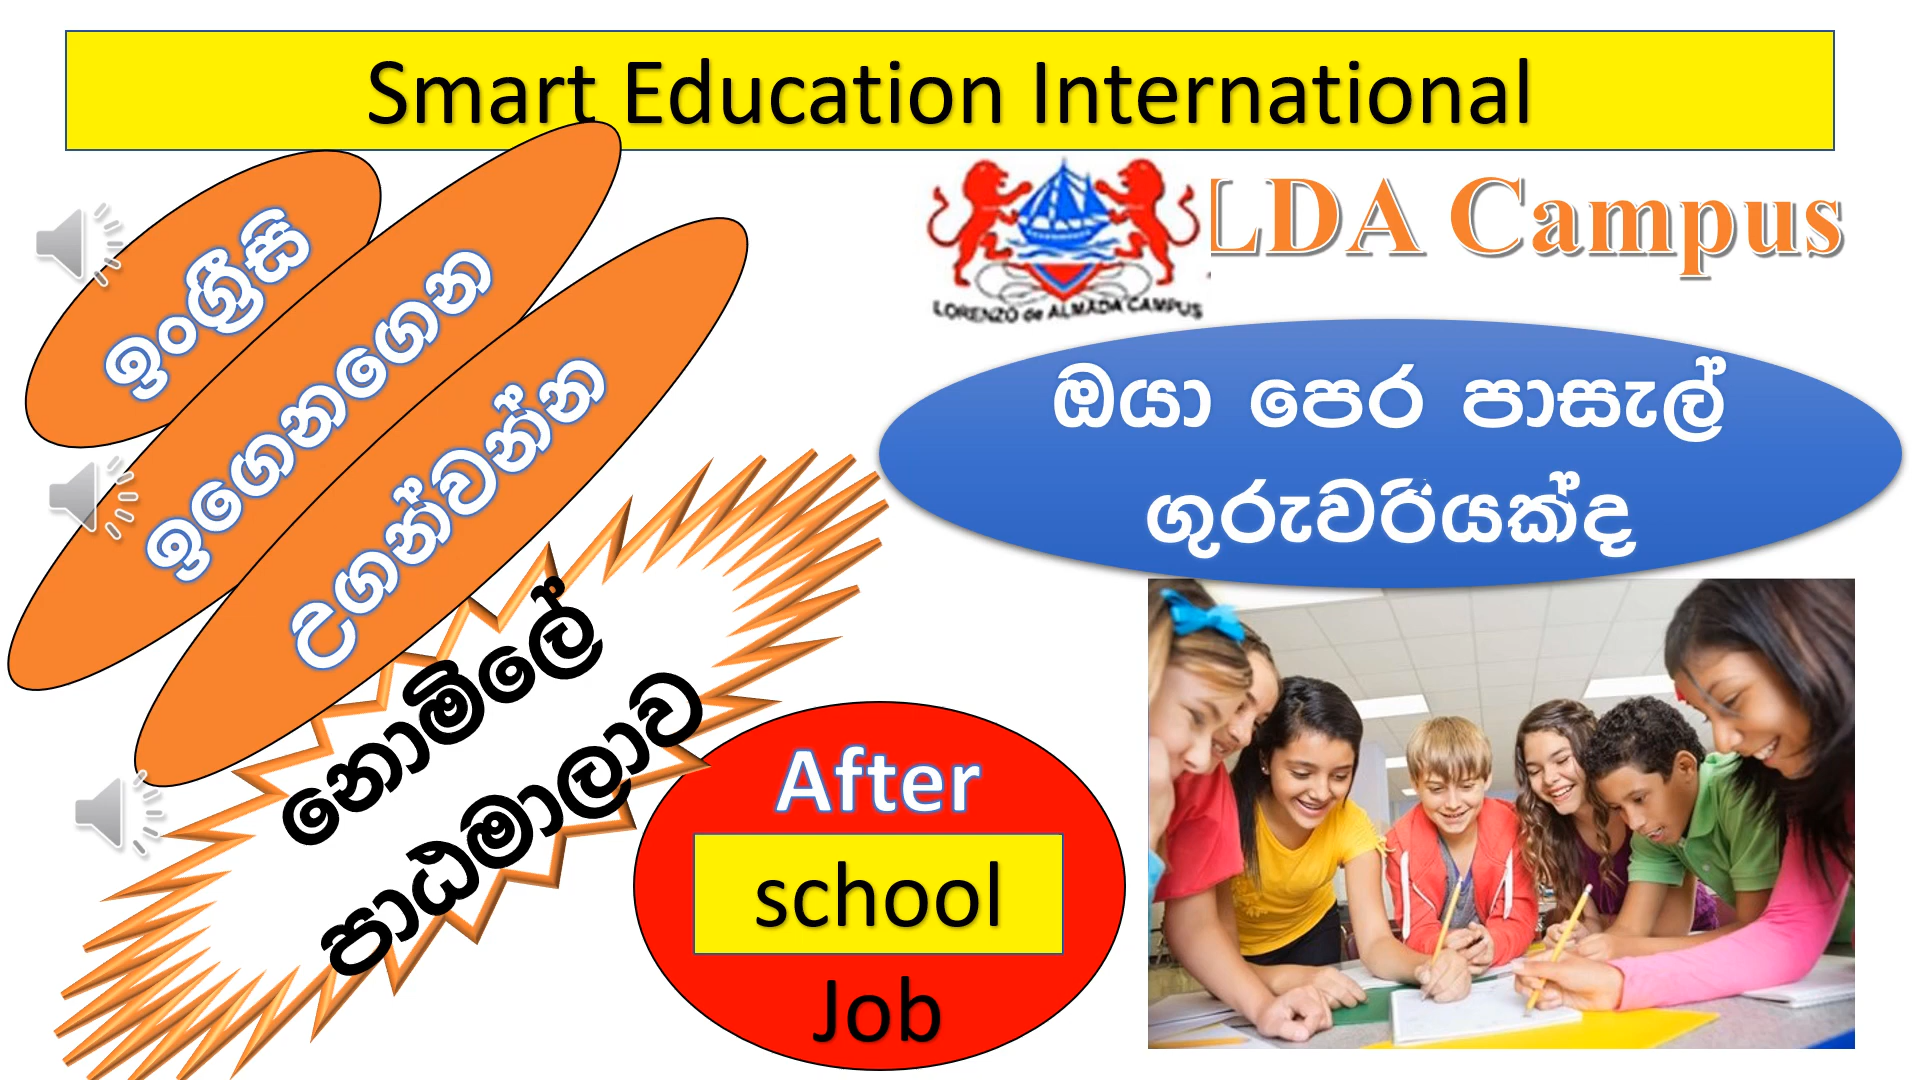 Smart Education International
LDA Campus
LORENZO de ALMADA CAMPUS
ඉංග්‍රීසි
ඉගෙනගෙන
උගන්වන්න
ඔයා පෙර පාසැල්
ගුරුවරියක්ද
නොමිලේ
පාඨමාලාව
After
school
Job